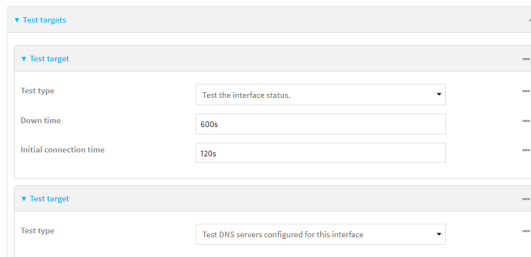 Test targets
Test target
Test type
Test the interface status.
Down time
600s
Initial connection time
120s
Test target
Test type
Test DNS servers configured for this interface